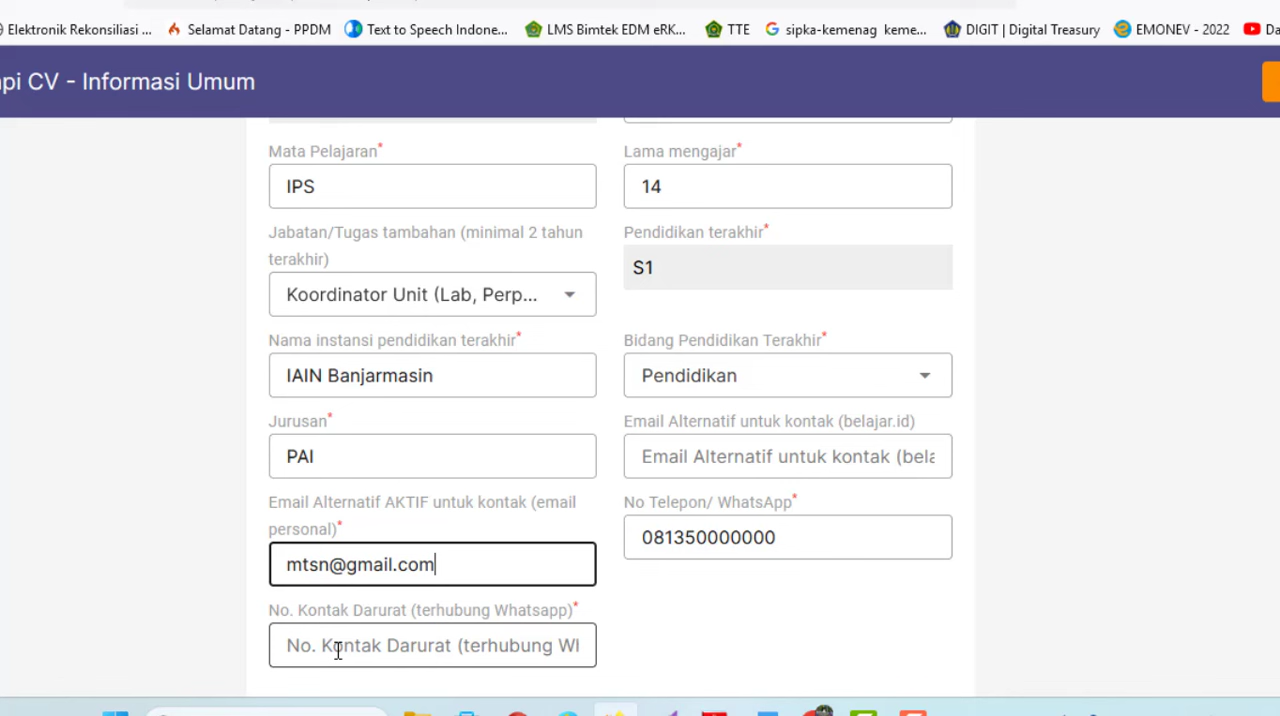 Elektronik Rekonsiliasi ... Selamat Datang - PPDM Text to Speech Indone... LMS Bimtek EDM eRK... TTE sipka-kemenag keme... DIGIT | Digital Treasury EMONEV - 2022 Da
pi CV - Informasi Umum
Mata Pelajaran* Lama mengajar*
IPS 14
Jabatan/Tugas tambahan (minimal 2 tahun Pendidikan terakhir*
terakhir)
S1
Koordinator Unit (Lab, Perp...
Nama instansi pendidikan terakhir* Bidang Pendidikan Terakhir*
IAIN Banjarmasin Pendidikan
Jurusan* Email Alternatif untuk kontak (belajar.id)
PAI Email Alternatif untuk kontak (bela
Email Alternatif AKTIF untuk kontak (email No Telepon/ WhatsApp*
personal)*
081350000000
mtsn@gmail.com
No. Kontak Darurat (terhubung Whatsapp)*
No. Kontak Darurat (terhubung Wl